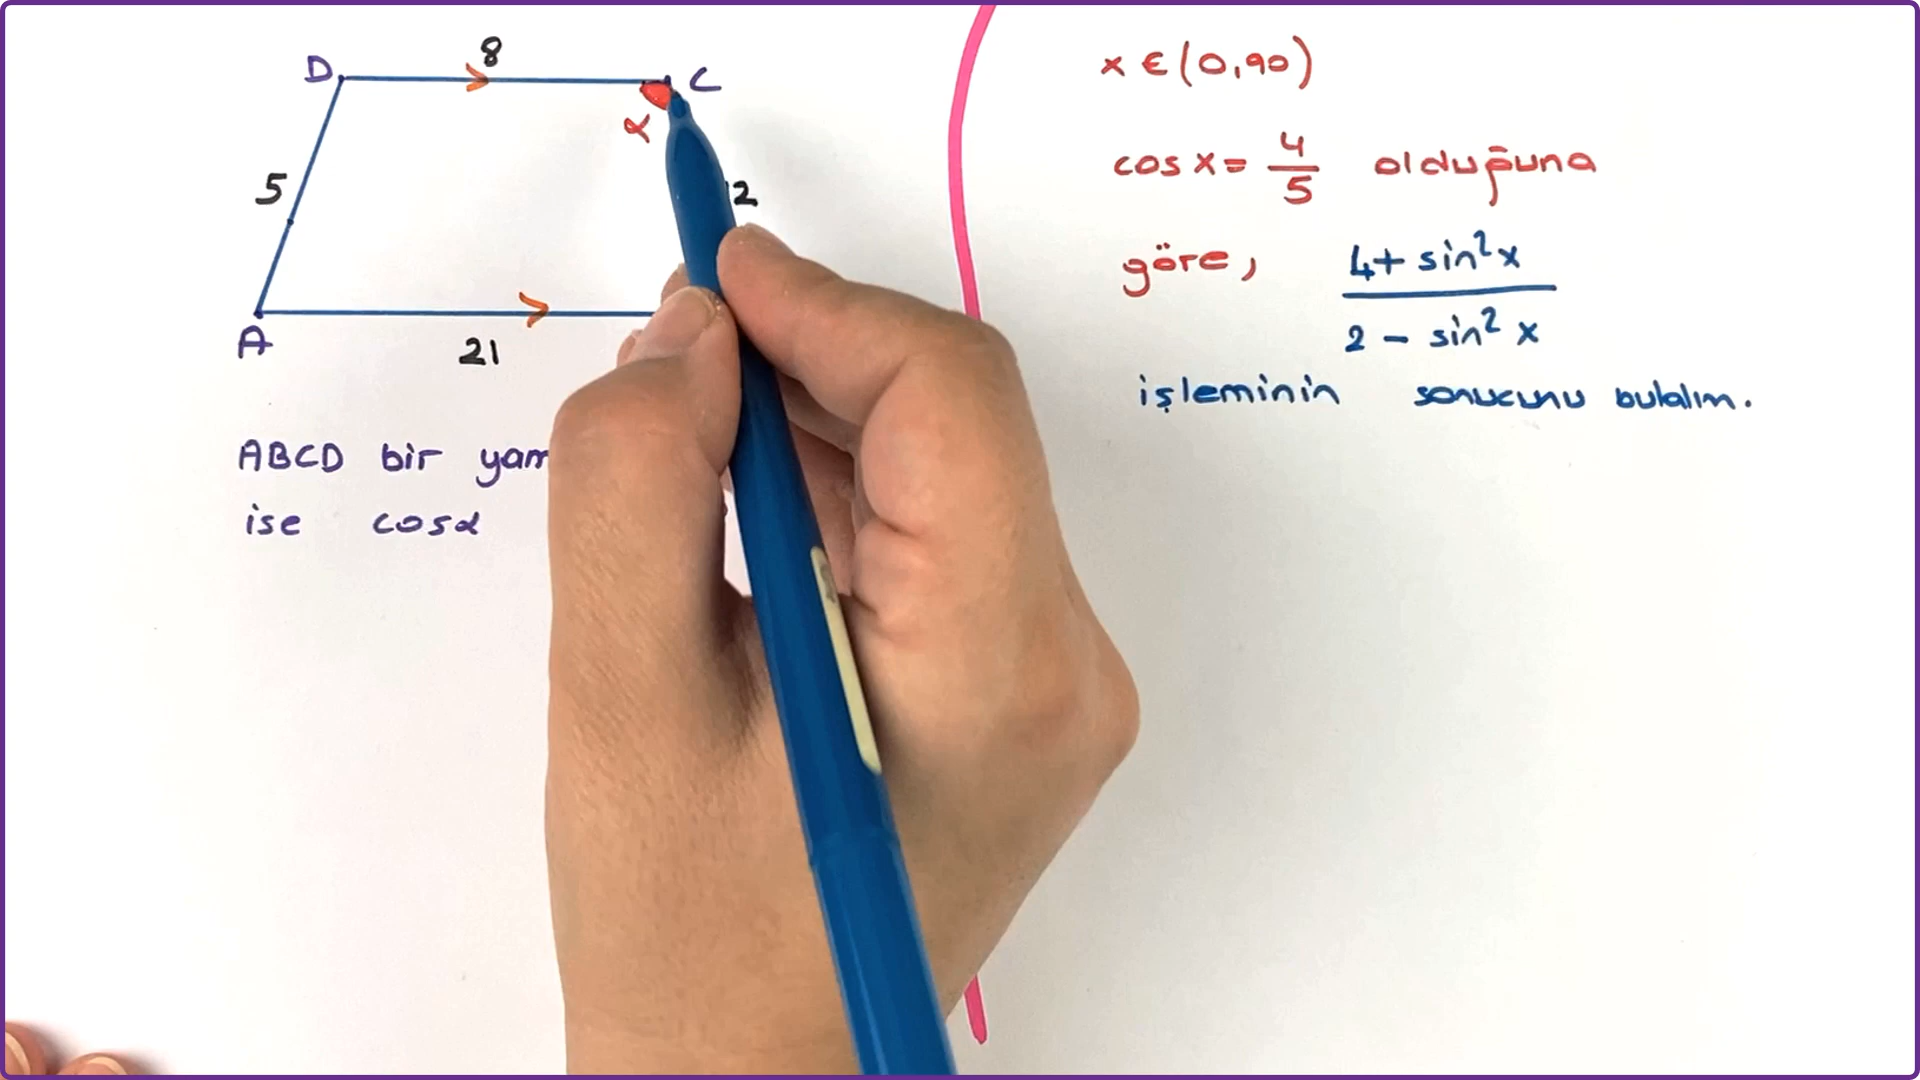 8
D
C
α
5
12
A
21
ABCD bir yam
ise cosα
x ∈ (0,90)
cos x = 4/5 olduğuna
göre, 4 + sin²x / 2 - sin²x
işleminin sonucunu bulalım.